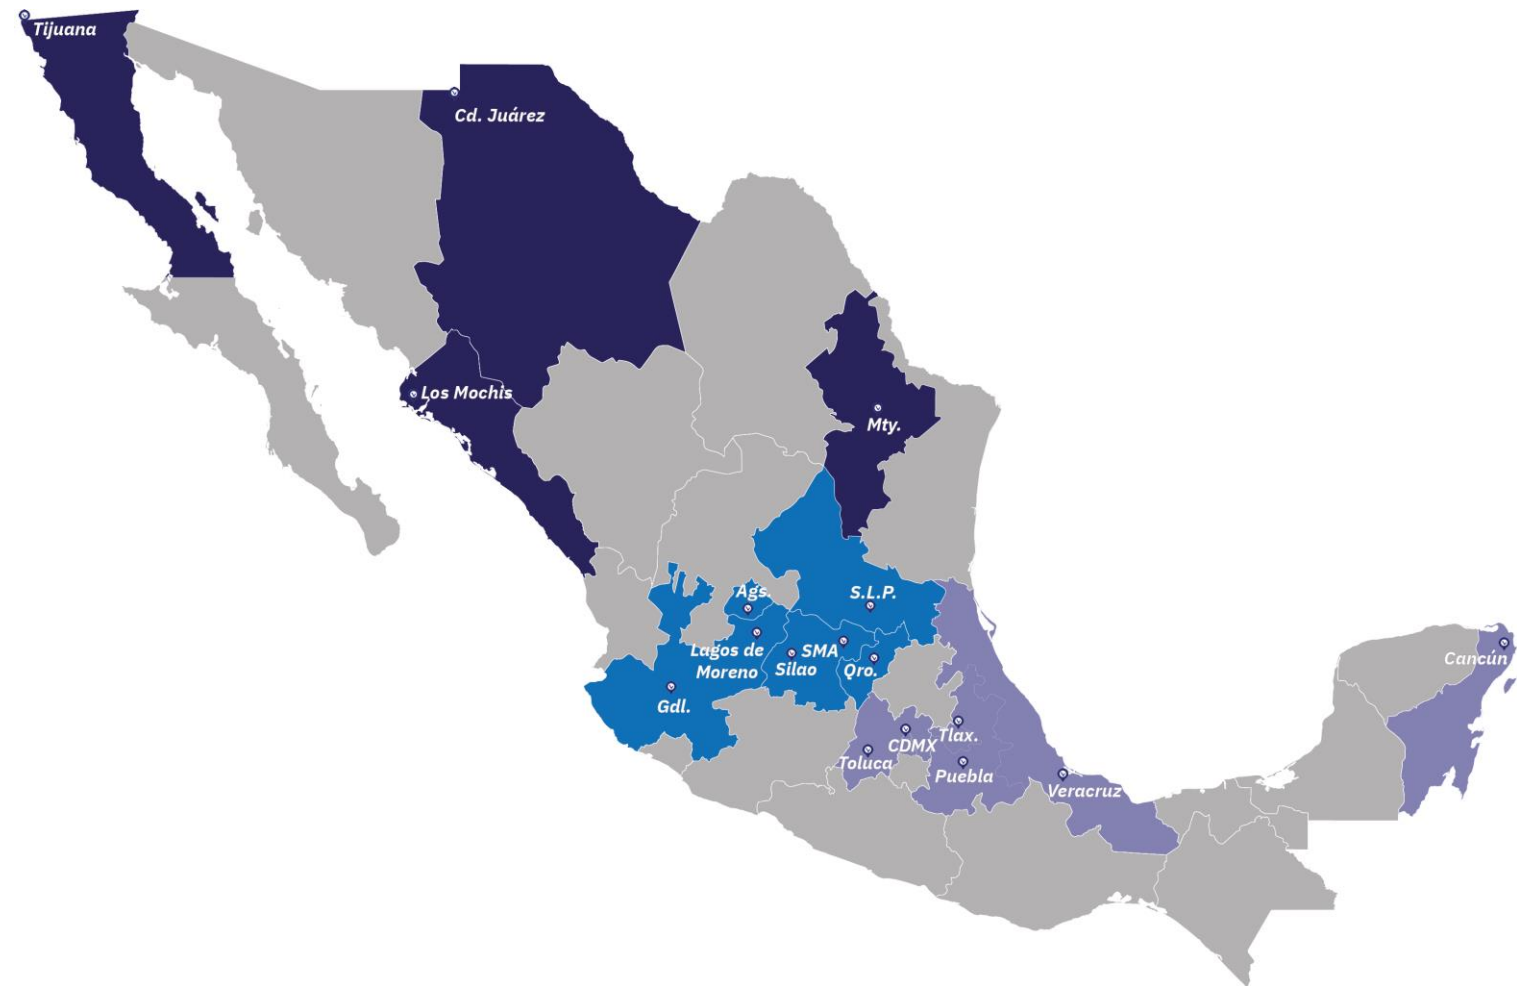 Tijuana
Cd. Juárez
Los Mochis
Mty.
Ags.
S.L.P.
Lagos de
Moreno
SMA
Silao
Qro.
Gdl.
Cancún
Tlax.
CDMX
Toluca
Puebla
Veracruz